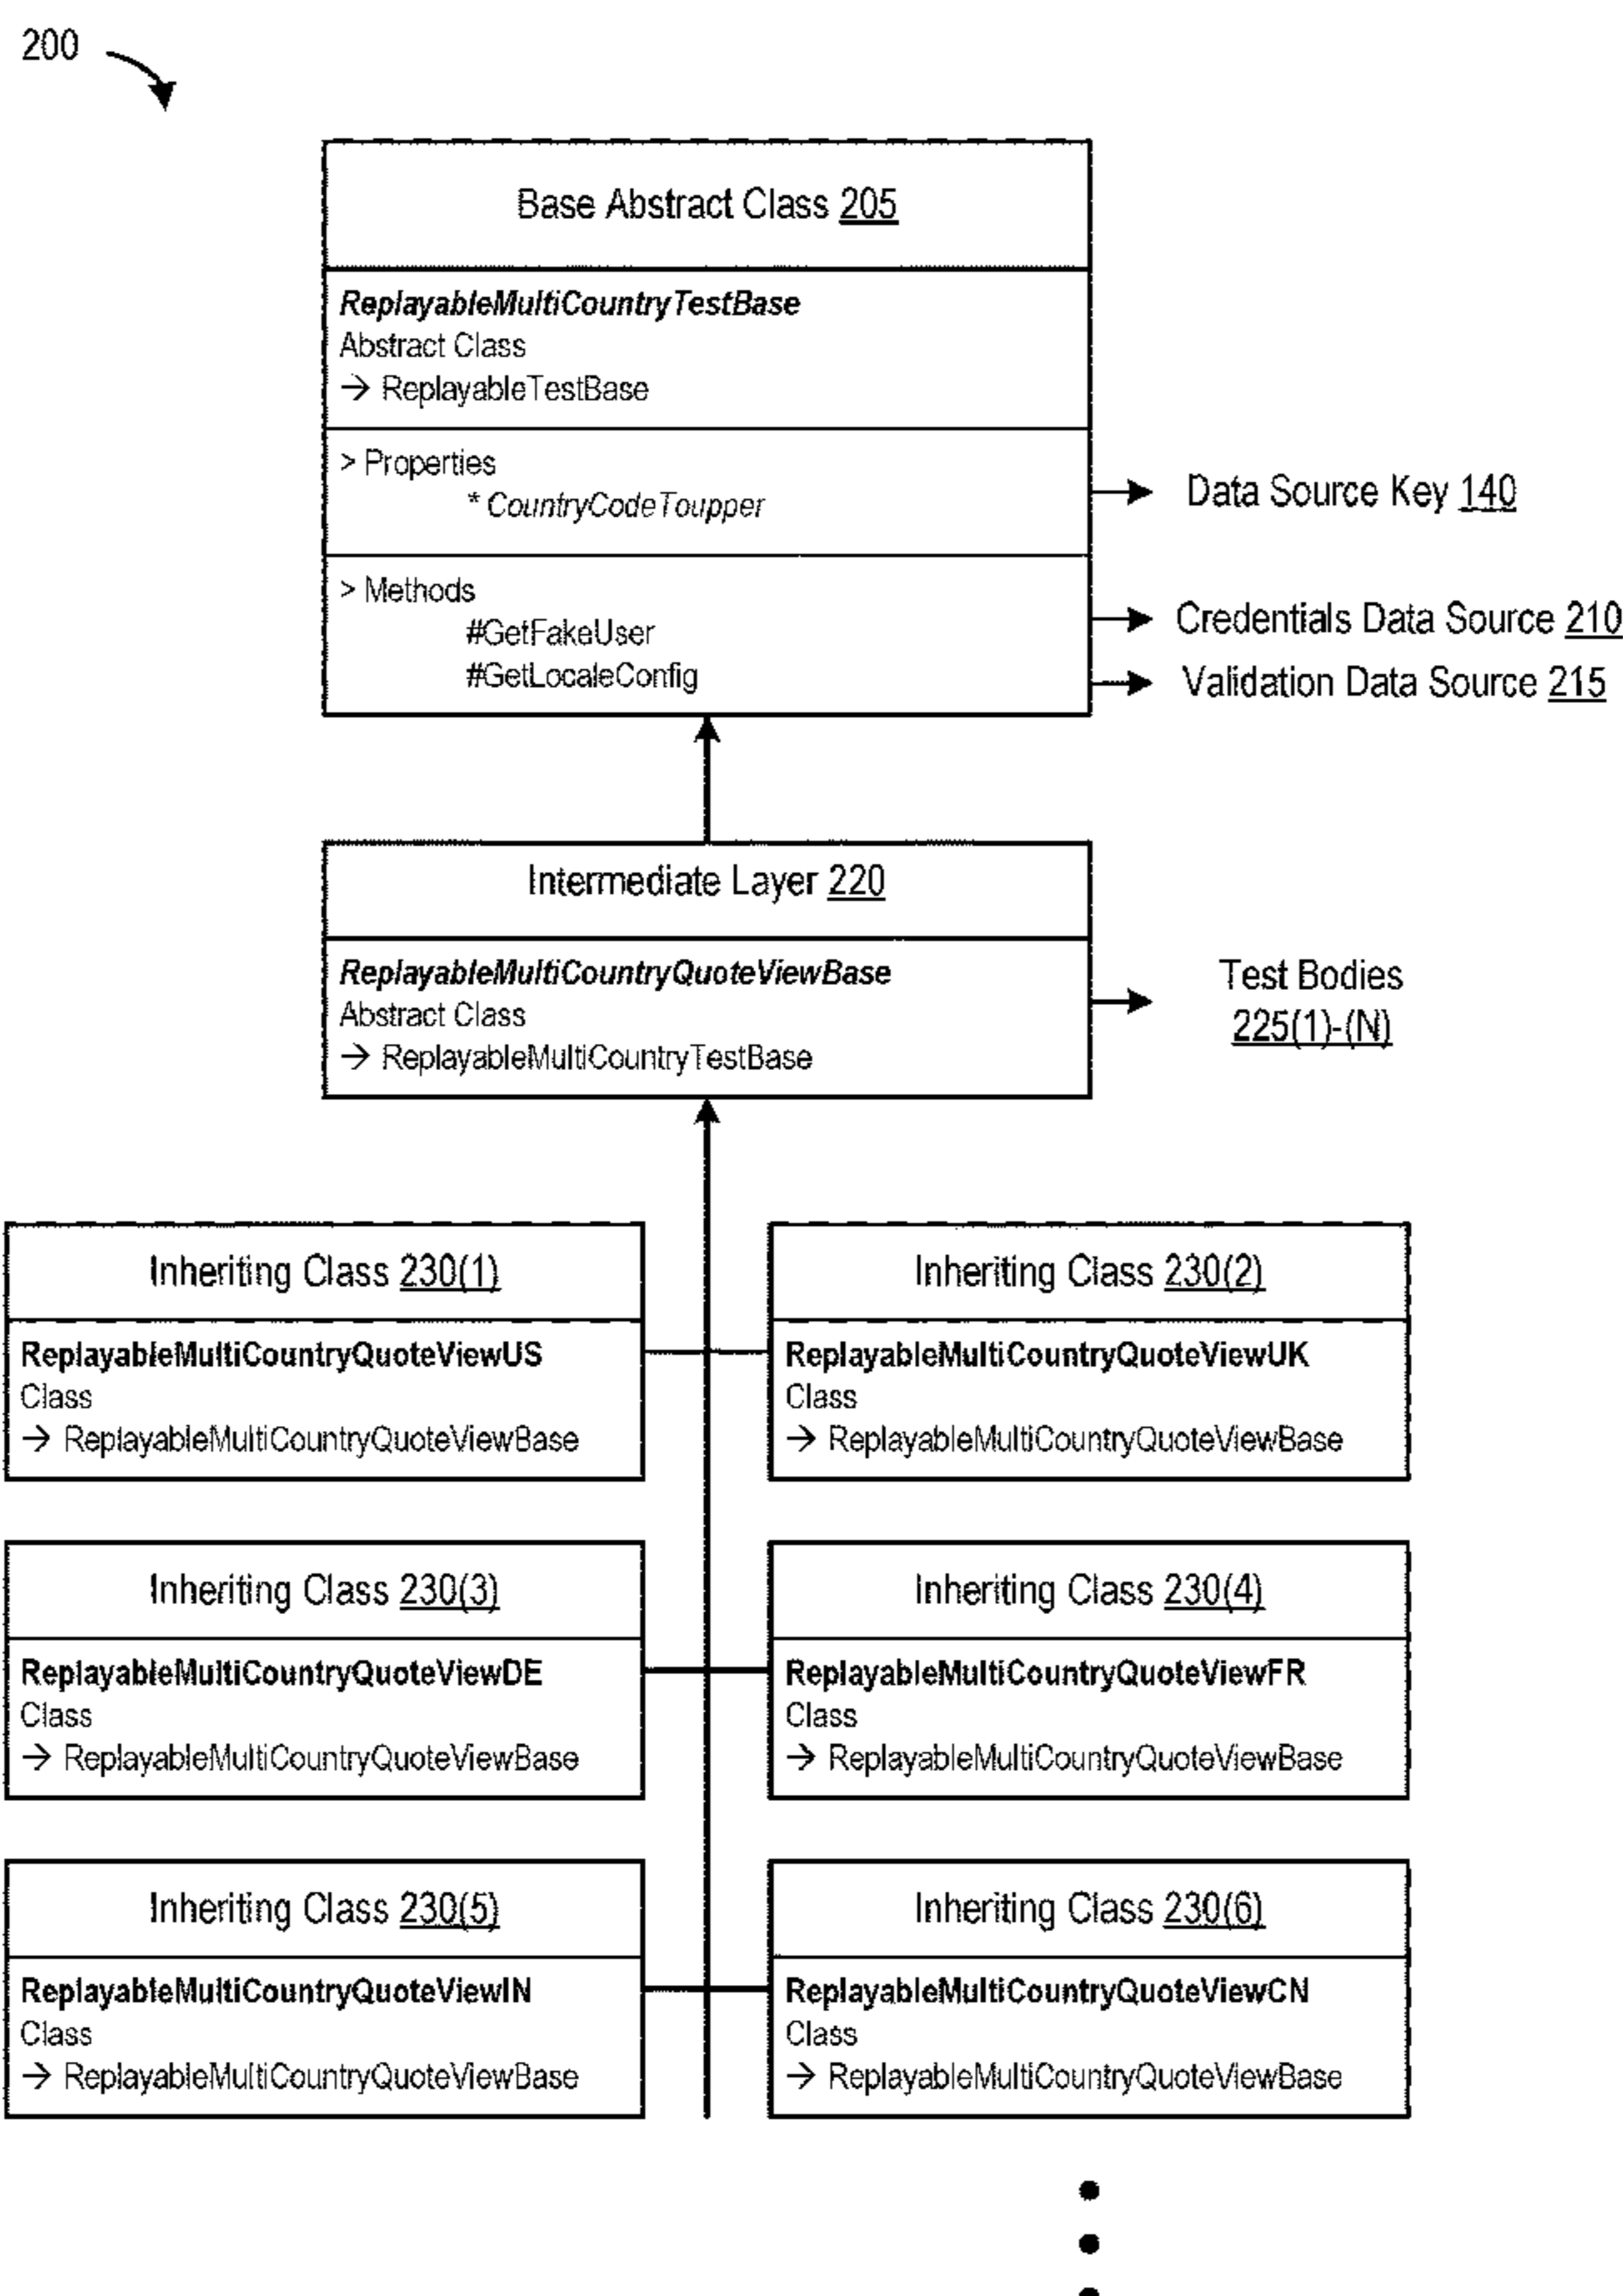 200
Base Abstract Class 205
ReplayableMultiCountryTestBase
Abstract Class
→ ReplayableTestBase
> Properties
* CountryCodeToupper
Data Source Key 140
> Methods
#GetFakeUser
#GetLocaleConfig
Credentials Data Source 210
Validation Data Source 215
Intermediate Layer 220
ReplayableMultiCountryQuoteViewBase
Abstract Class
→ ReplayableMultiCountryTestBase
Test Bodies
225(1)-(N)
Inheriting Class 230(1)
ReplayableMultiCountryQuoteViewUS
Class
→ ReplayableMultiCountryQuoteViewBase
Inheriting Class 230(2)
ReplayableMultiCountryQuoteViewUK
Class
→ ReplayableMultiCountryQuoteViewBase
Inheriting Class 230(3)
ReplayableMultiCountryQuoteViewDE
Class
→ ReplayableMultiCountryQuoteViewBase
Inheriting Class 230(4)
ReplayableMultiCountryQuoteViewFR
Class
→ ReplayableMultiCountryQuoteViewBase
Inheriting Class 230(5)
ReplayableMultiCountryQuoteViewIN
Class
→ ReplayableMultiCountryQuoteViewBase
Inheriting Class 230(6)
ReplayableMultiCountryQuoteViewCN
Class
→ ReplayableMultiCountryQuoteViewBase